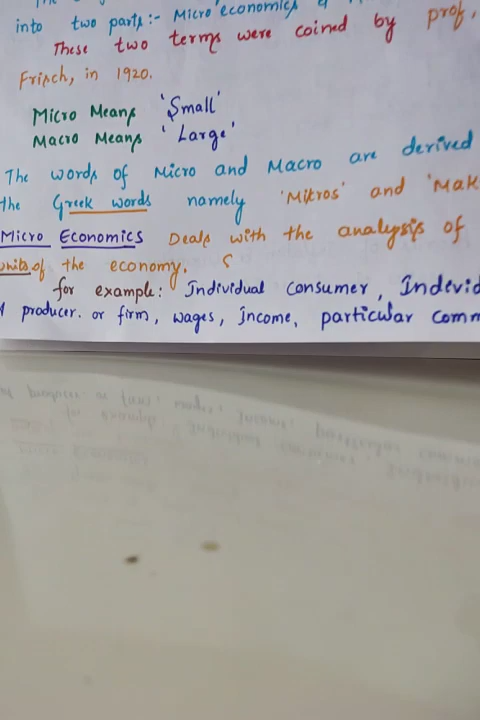 into two parts:- Micro economics &
These two terms were coined by prof.
Frisch, in 1920.
Micro Means 'Small'
Macro Means 'Large'
The words of Micro and Macro are derived
the Greek words namely 'Mikros' and 'Mak
Micro Economics Deals with the analysis of
units of the economy. S
for example: Individual consumer, Individ
producer. or firm, wages, income, particular comm